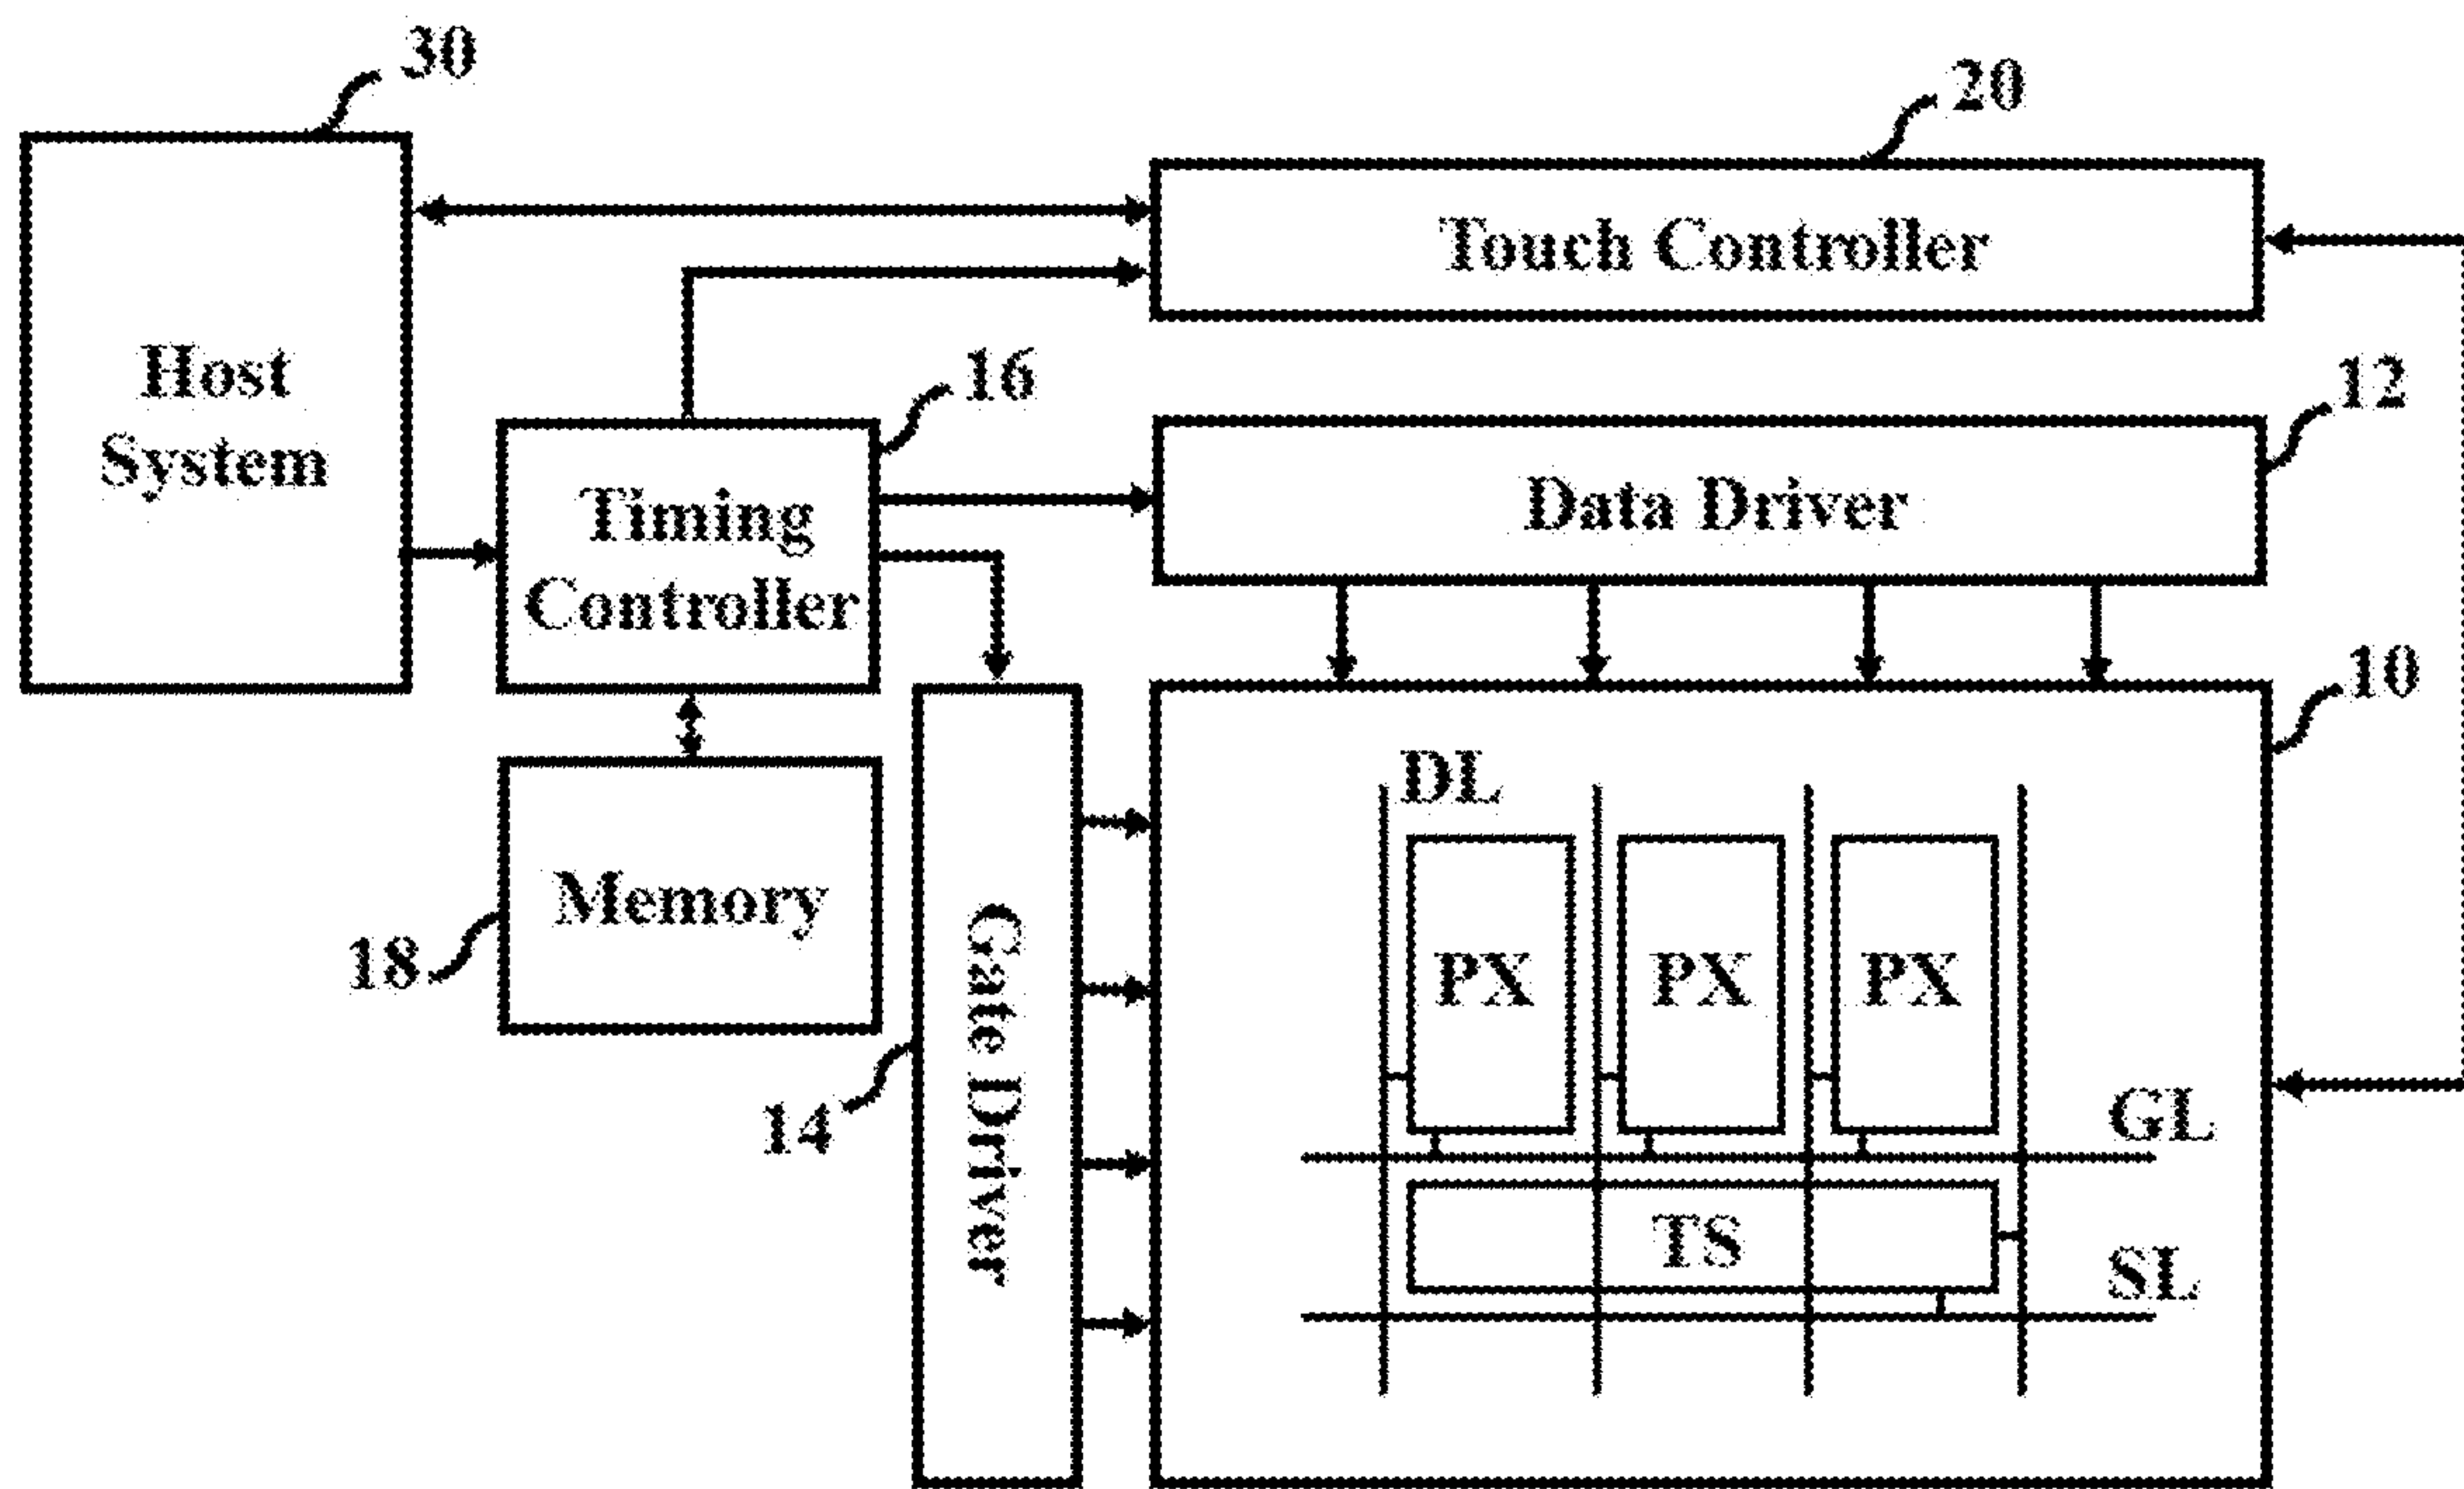 30
20
Touch Controller
Host
System
16
12
Timing
Controller
Data Driver
10
DL
Memory
18
Gate Driver
14
PX PX PX
GL
TS
SL